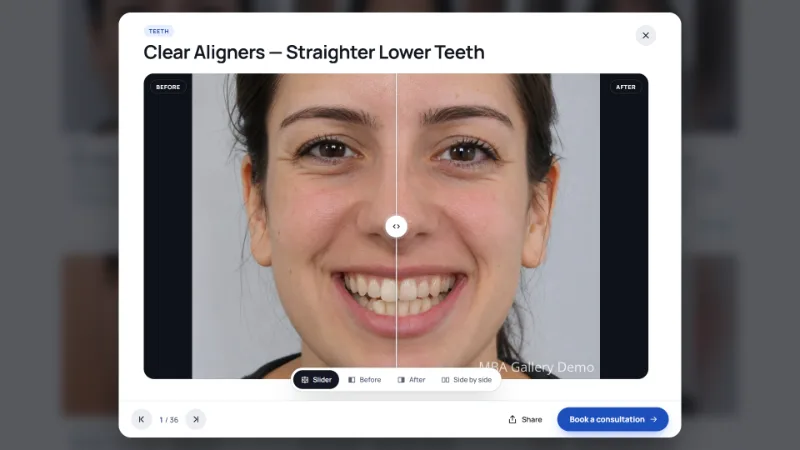 TEETH
Clear Aligners — Straighter Lower Teeth
BEFORE
AFTER
MBA Gallery Demo
Slider
Before
After
Side by side
1 / 36
Share
Book a consultation →